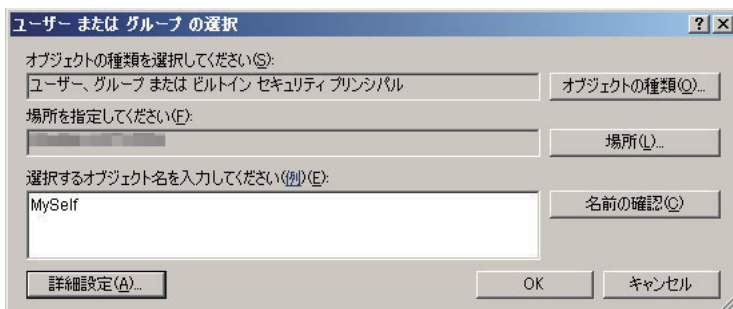 ユーザー または グループ の選択
オブジェクトの種類を選択してください(S):
ユーザー、グループ または ビルトイン セキュリティ プリンシパル
オブジェクトの種類(O)...
場所を指定してください(F):
場所(L)...
選択するオブジェクト名を入力してください(例)(E):
MySelf
名前の確認(C)
詳細設定(A)...
OK
キャンセル